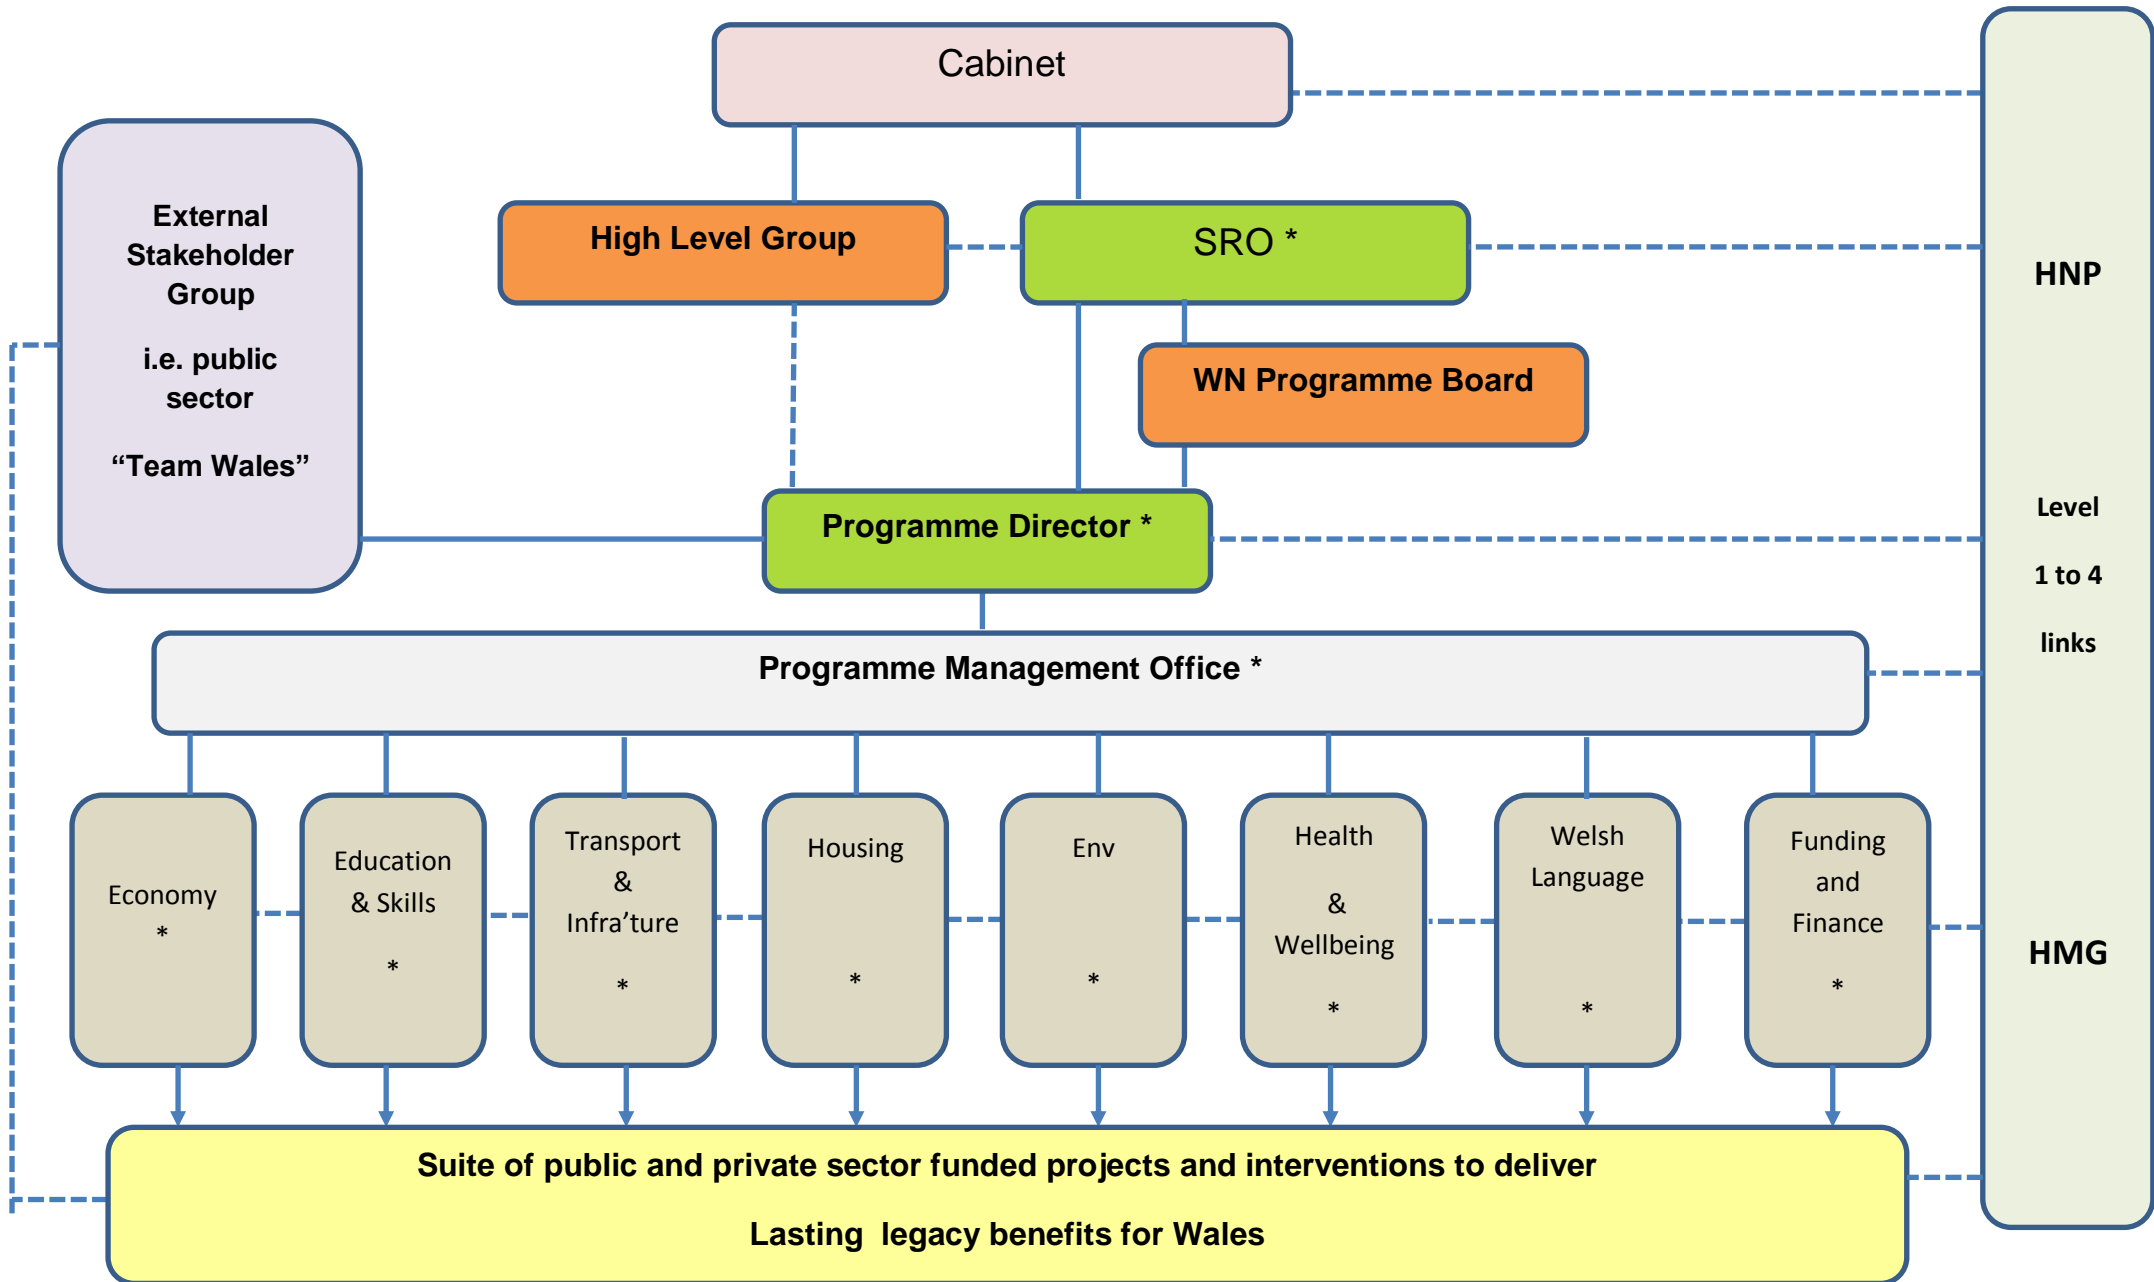 Cabinet
External
Stakeholder
Group
i.e. public
sector
“Team Wales”
High Level Group
SRO *
WN Programme Board
Programme Director *
Programme Management Office *
Economy
*
Education
& Skills
*
Transport
&
Infra’ture
*
Housing
*
Env
*
Health
&
Wellbeing
*
Welsh
Language
*
Funding
and
Finance
*
Suite of public and private sector funded projects and interventions to deliver
Lasting legacy benefits for Wales
HNP
Level
1 to 4
links
HMG